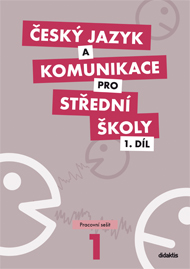 ČESKÝ JAZYK
A
KOMUNIKACE
PRO
STŘEDNÍ
ŠKOLY
1. DÍL
Pracovní sešit
1
didaktis